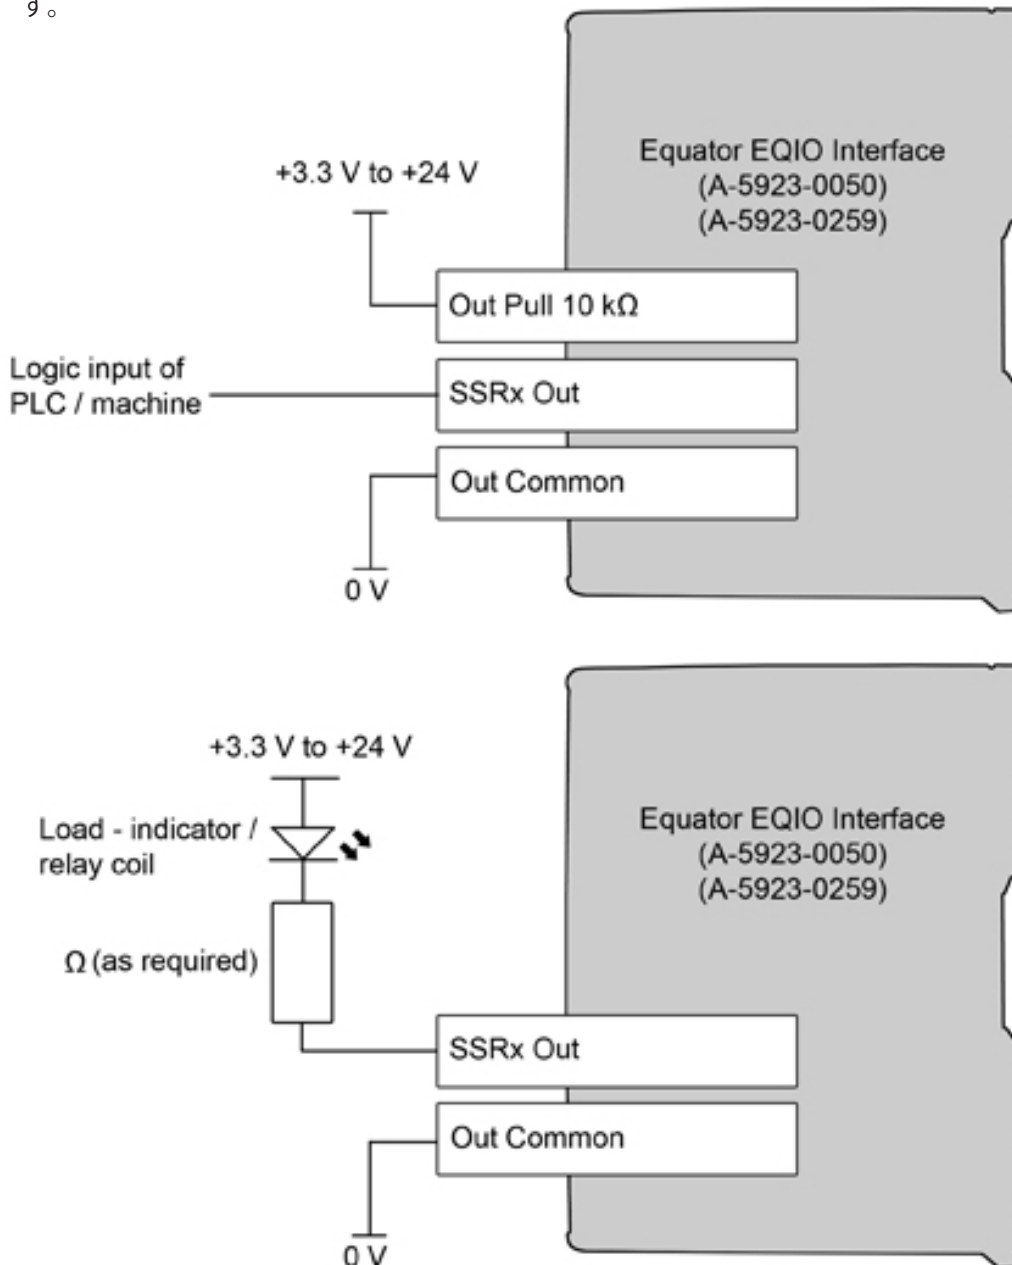 す。
Equator EQIO Interface
(A-5923-0050)
(A-5923-0259)
+3.3 V to +24 V
Out Pull 10 kΩ
Logic input of
PLC / machine
SSRx Out
Out Common
0 V
+3.3 V to +24 V
Load - indicator /
relay coil
Equator EQIO Interface
(A-5923-0050)
(A-5923-0259)
Ω (as required)
SSRx Out
Out Common
0 V